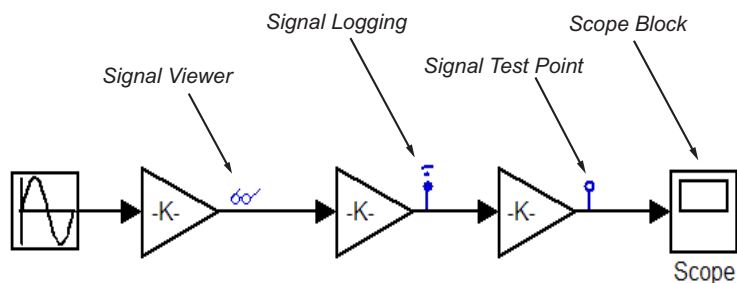 Signal Logging
Scope Block
Signal Viewer
Signal Test Point
-K-
-K-
-K-
Scope